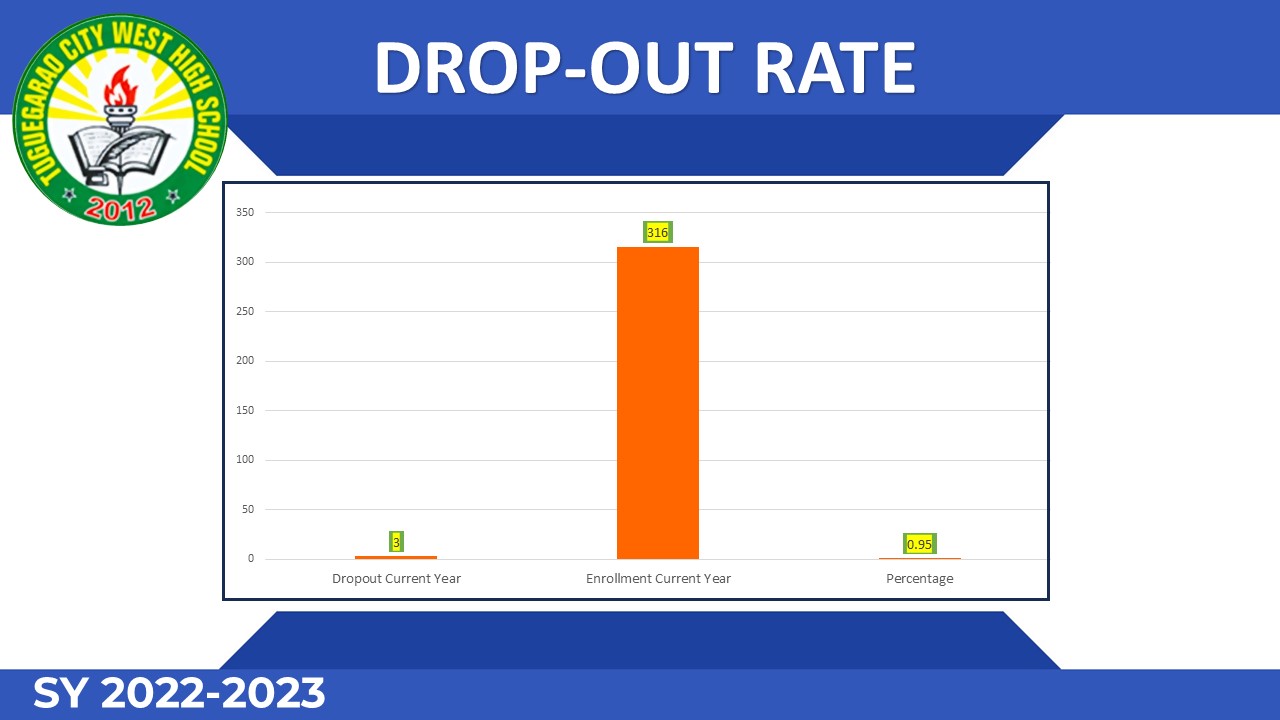 TUGUEGARAO CITY WEST HIGH SCHOOL
2012
DROP-OUT RATE
350
300
250
200
150
100
50
0
3
316
0.95
Dropout Current Year
Enrollment Current Year
Percentage
SY 2022-2023